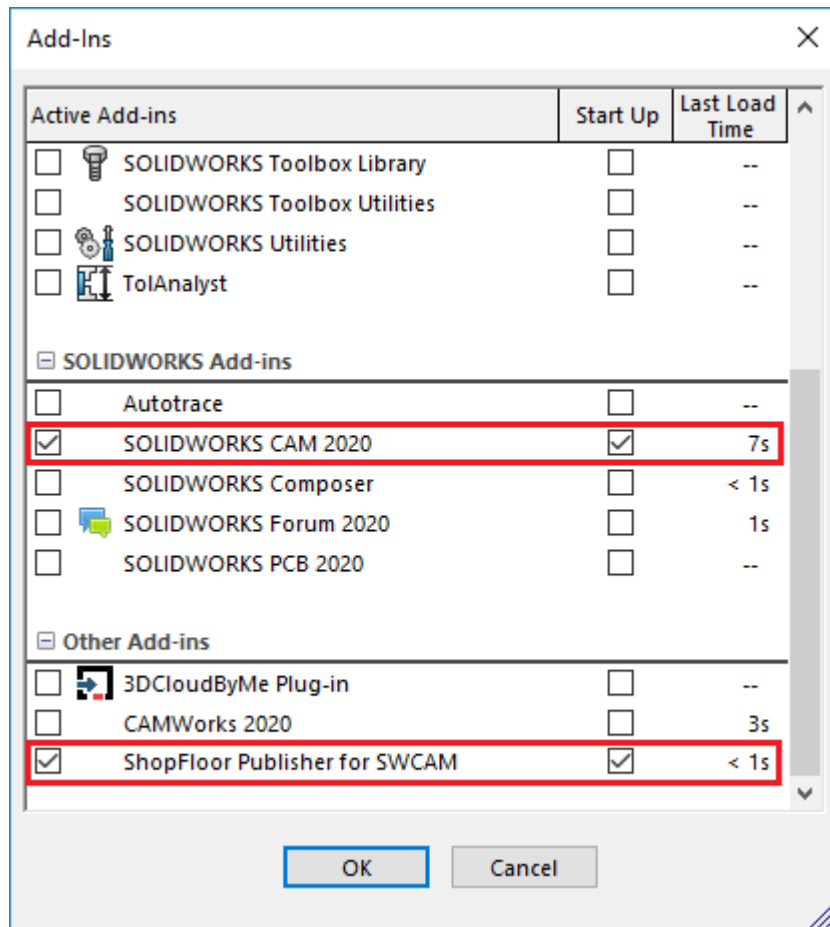 Add-Ins
Active Add-ins Start Up Last Load Time
SOLIDWORKS Toolbox Library --
SOLIDWORKS Toolbox Utilities --
SOLIDWORKS Utilities --
TolAnalyst --
SOLIDWORKS Add-ins
Autotrace --
SOLIDWORKS CAM 2020 7s
SOLIDWORKS Composer < 1s
SOLIDWORKS Forum 2020 1s
SOLIDWORKS PCB 2020 --
Other Add-ins
3DCloudByMe Plug-in --
CAMWorks 2020 3s
ShopFloor Publisher for SWCAM < 1s
OK Cancel